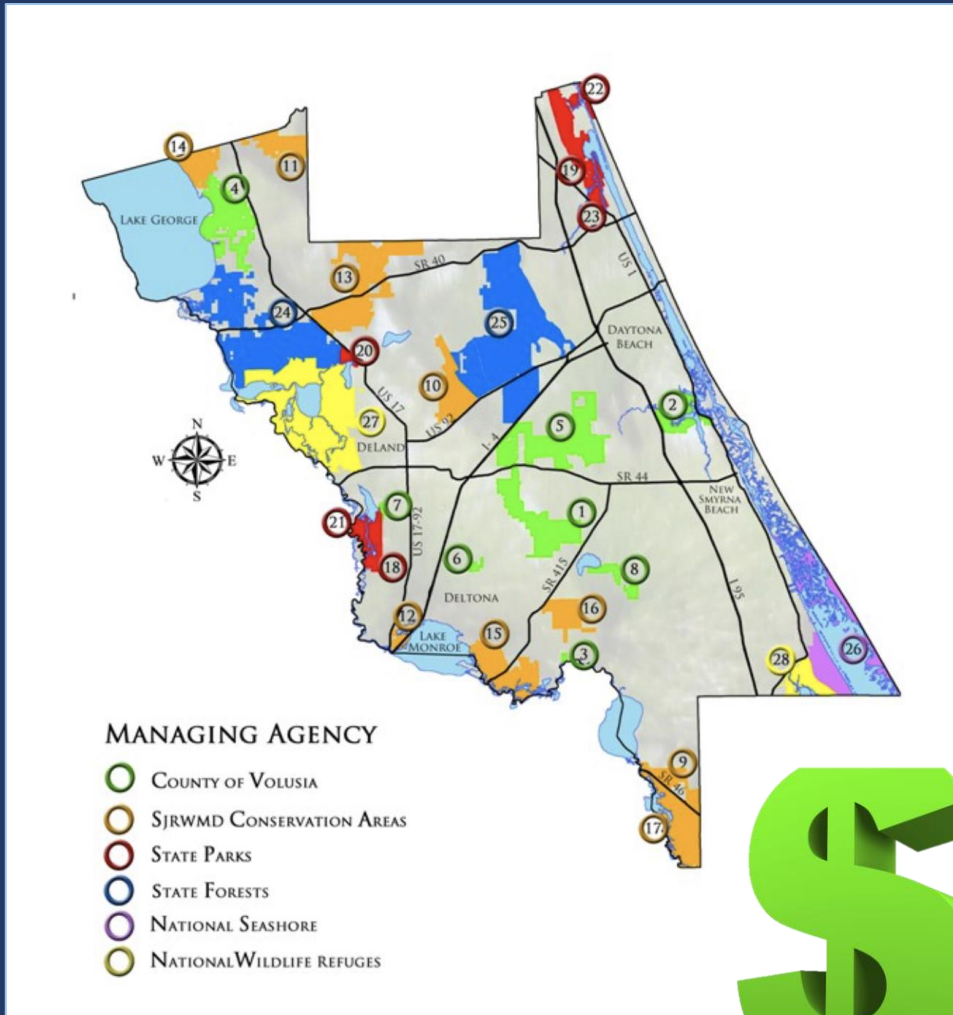 22
14
11
19
4
LAKE GEORGE
23
SR 40
US 1
13
24
25
DAYTONA
BEACH
20
10
US 17
2
27
US 92
5
DELAND
I-4
N
W E
S
SR 44
NEW
SMYRNA
BEACH
7
1
21
US 17-92
6
18
SR 415
8
I 95
DELTONA
16
12
15
LAKE
MONROE
3
28
26
9
SR 46
17
MANAGING AGENCY
COUNTY OF VOLUSIA
SJRWMD CONSERVATION AREAS
STATE PARKS
STATE FORESTS
NATIONAL SEASHORE
NATIONALWILDLIFE REFUGES
$